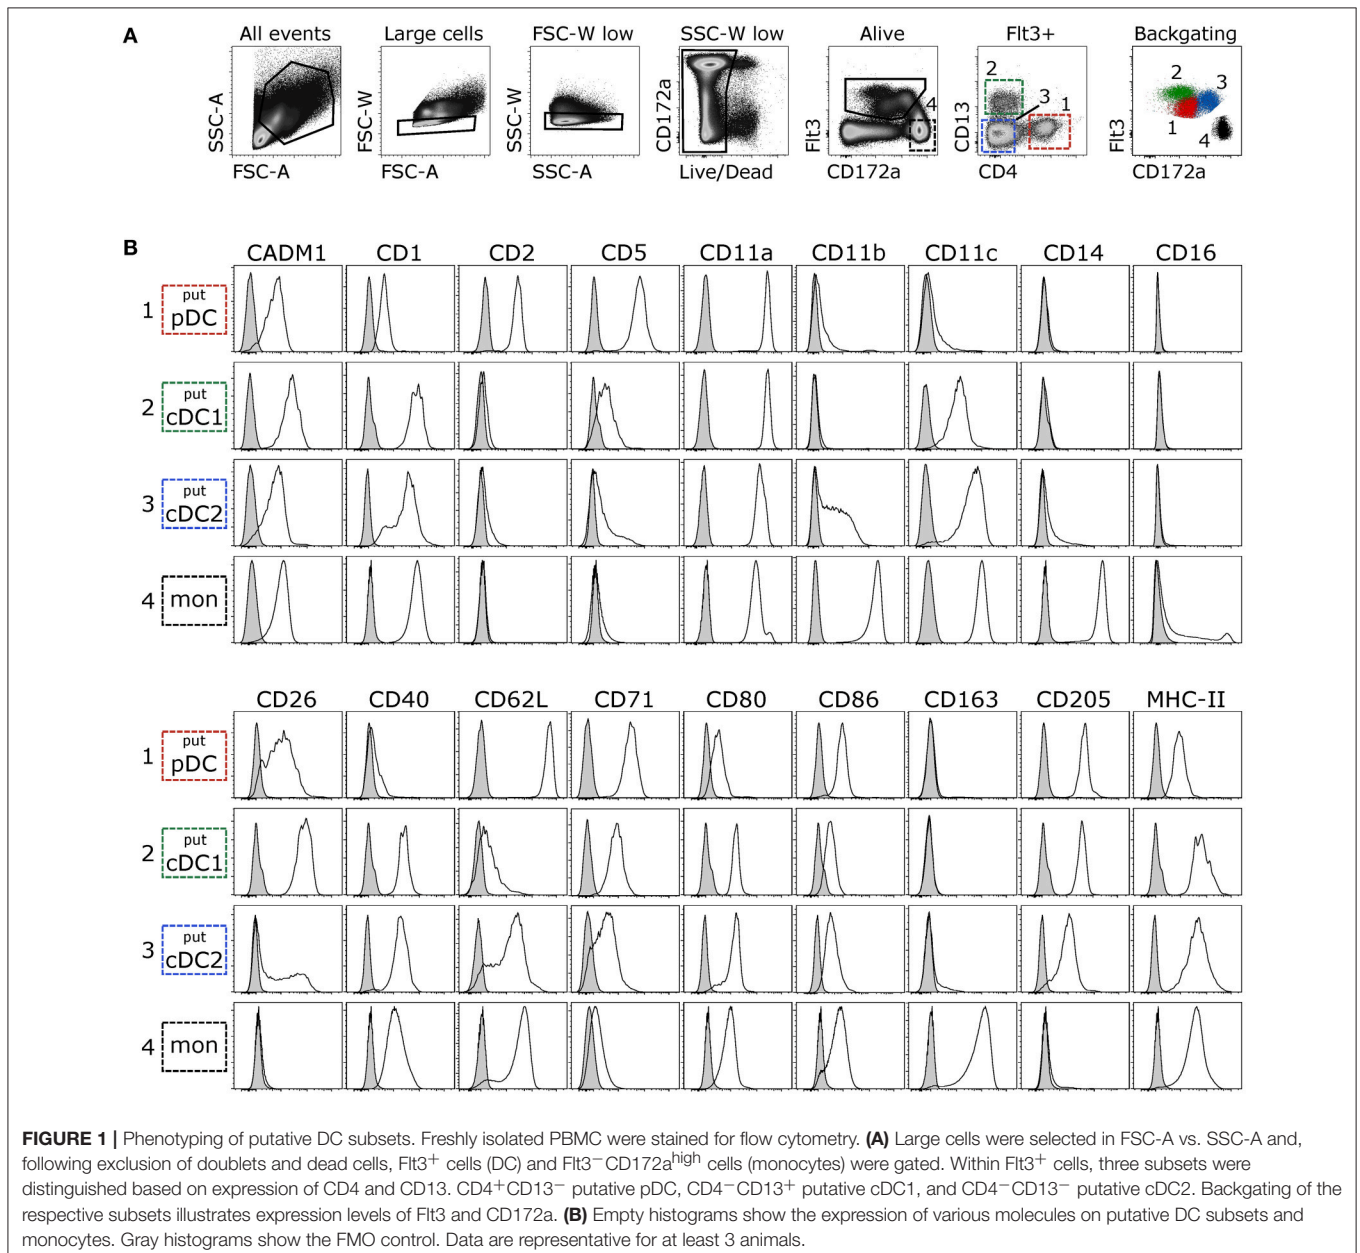 A
All events
Large cells
FSC-W low
SSC-W low
Alive
Flt3+
Backgating
SSC-A
FSC-A
FSC-W
FSC-A
SSC-W
SSC-A
CD172a
Live/Dead
Flt3
CD172a
4
CD13
CD4
2
3
1
Flt3
CD172a
2
3
1
4
B
CADM1 CD1 CD2 CD5 CD11a CD11b CD11c CD14 CD16
1 put
pDC
2 put
cDC1
3 put
cDC2
4 mon
CD26 CD40 CD62L CD71 CD80 CD86 CD163 CD205 MHC-II
1 put
pDC
2 put
cDC1
3 put
cDC2
4 mon
FIGURE 1 | Phenotyping of putative DC subsets. Freshly isolated PBMC were stained for flow cytometry. (A) Large cells were selected in FSC-A vs. SSC-A and,
following exclusion of doublets and dead cells, Flt3+ cells (DC) and Flt3−CD172ahigh cells (monocytes) were gated. Within Flt3+ cells, three subsets were
distinguished based on expression of CD4 and CD13. CD4+CD13− putative pDC, CD4−CD13+ putative cDC1, and CD4−CD13− putative cDC2. Backgating of the
respective subsets illustrates expression levels of Flt3 and CD172a. (B) Empty histograms show the expression of various molecules on putative DC subsets and
monocytes. Gray histograms show the FMO control. Data are representative for at least 3 animals.